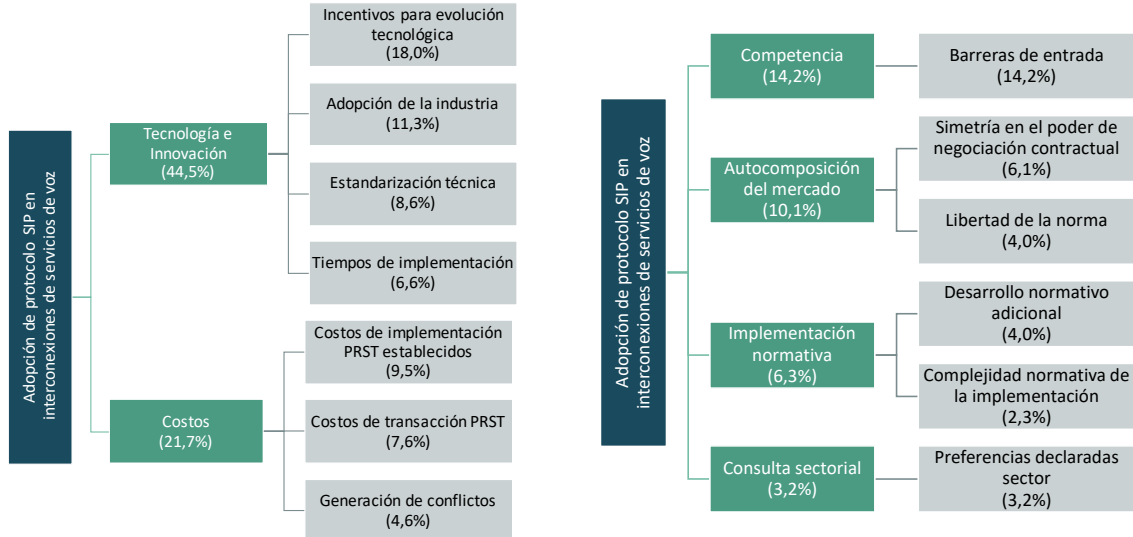 Adopción de protocolo SIP en
interconexiones de servicios de voz
Tecnología e
Innovación
(44,5%)
Incentivos para evolución
tecnológica
(18,0%)
Adopción de la industria
(11,3%)
Estandarización técnica
(8,6%)
Tiempos de implementación
(6,6%)
Costos
(21,7%)
Costos de implementación
PRST establecidos
(9,5%)
Costos de transacción PRST
(7,6%)
Generación de conflictos
(4,6%)
Adopción de protocolo SIP en
interconexiones de servicios de voz
Competencia
(14,2%)
Barreras de entrada
(14,2%)
Autocomposición
del mercado
(10,1%)
Simetría en el poder de
negociación contractual
(6,1%)
Libertad de la norma
(4,0%)
Implementación
normativa
(6,3%)
Desarrollo normativo
adicional
(4,0%)
Complejidad normativa de
la implementación
(2,3%)
Consulta sectorial
(3,2%)
Preferencias declaradas
sector
(3,2%)